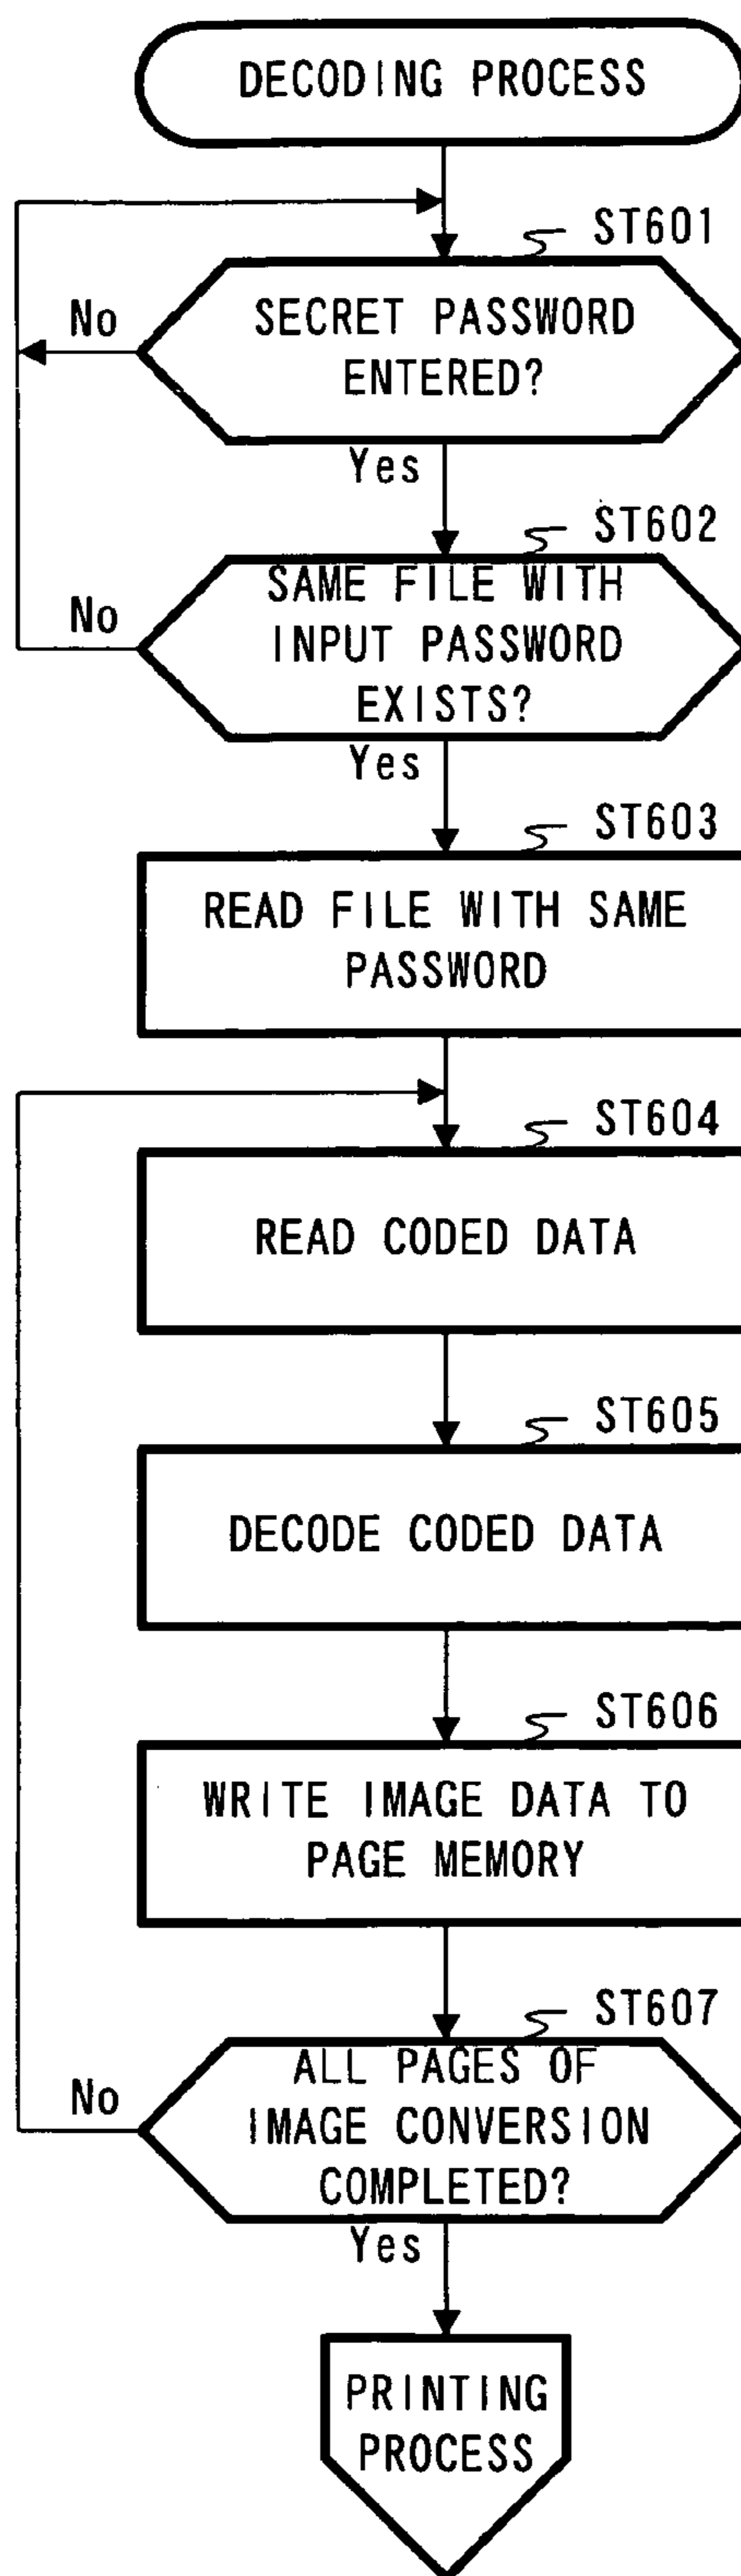 DECODING PROCESS
ST601
SECRET PASSWORD
ENTERED?
No
Yes
ST602
SAME FILE WITH
INPUT PASSWORD
EXISTS?
No
Yes
ST603
READ FILE WITH SAME
PASSWORD
ST604
READ CODED DATA
ST605
DECODE CODED DATA
ST606
WRITE IMAGE DATA TO
PAGE MEMORY
ST607
ALL PAGES OF
IMAGE CONVERSION
COMPLETED?
No
Yes
PRINTING
PROCESS